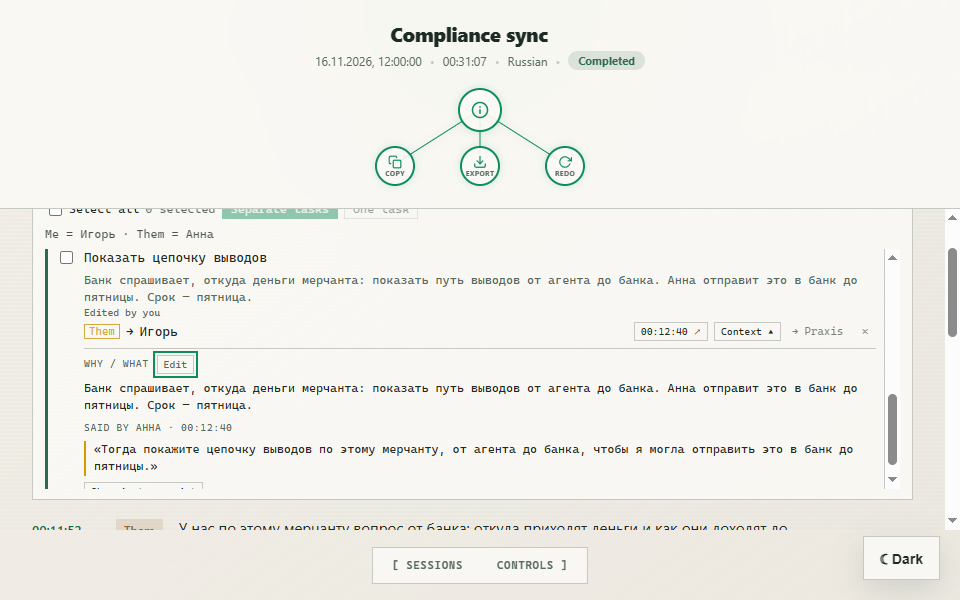 Compliance sync
16.11.2026, 12:00:00 • 00:31:07 • Russian • Completed
COPY
EXPORT
REDO
Select all 0 selected Separate tasks One task
Me = Игорь · Them = Анна
Показать цепочку выводов
Банк спрашивает, откуда деньги мерчанта: показать путь выводов от агента до банка. Анна отправит это в банк до
пятницы. Срок — пятница.
Edited by you
Them → Игорь 00:12:40 ↗ Context ▴ → Praxis ×
WHY / WHAT Edit
Банк спрашивает, откуда деньги мерчанта: показать путь выводов от агента до банка. Анна отправит это в банк до
пятницы. Срок — пятница.
SAID BY АННА · 00:12:40
«Тогда покажите цепочку выводов по этому мерчанту, от агента до банка, чтобы я могла отправить это в банк до
пятницы.»
00:11:52 Them У нас по этому мерчанту вопрос от банка: откуда приходят деньги и как они доходят до
[ SESSIONS CONTROLS ]
☾ Dark